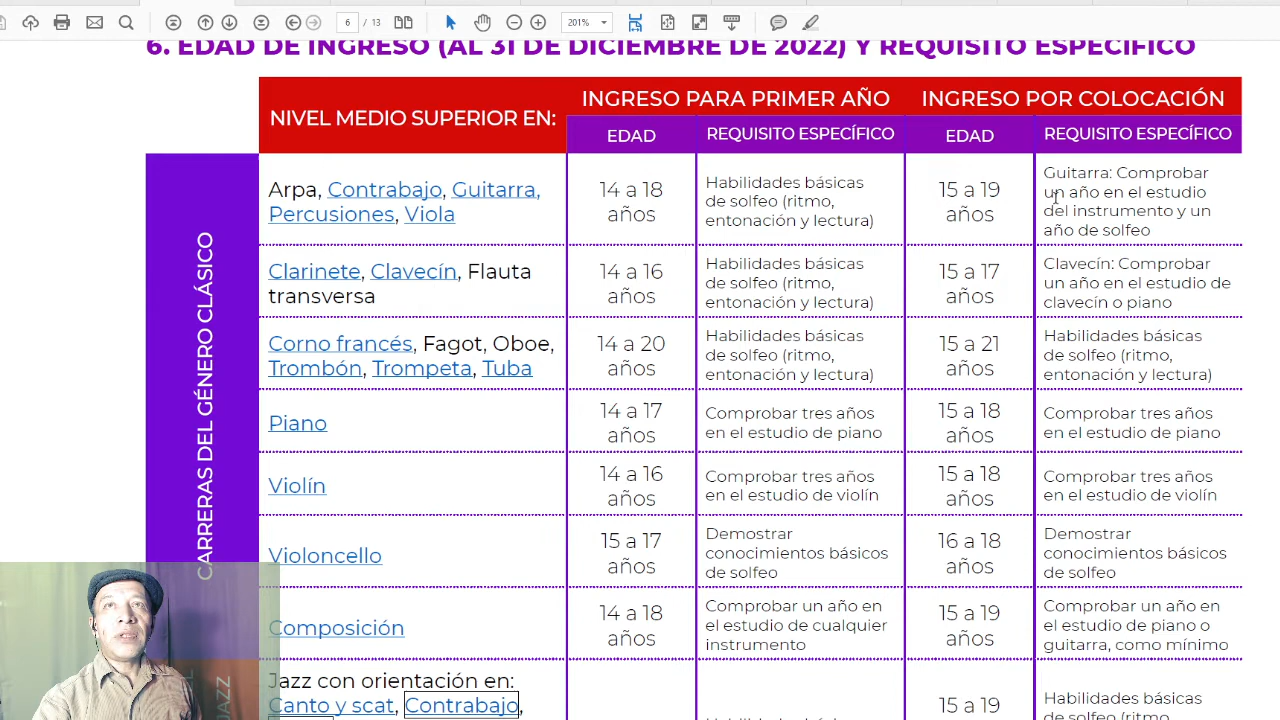 6 / 13
201%
6. EDAD DE INGRESO (AL 31 DE DICIEMBRE DE 2022) Y REQUISITO ESPECÍFICO
NIVEL MEDIO SUPERIOR EN:
INGRESO PARA PRIMER AÑO
INGRESO POR COLOCACIÓN
EDAD
REQUISITO ESPECÍFICO
EDAD
REQUISITO ESPECÍFICO
CARRERAS DEL GÉNERO CLÁSICO
Arpa, Contrabajo, Guitarra,
Percusiones, Viola
14 a 18
años
Habilidades básicas
de solfeo (ritmo,
entonación y lectura)
15 a 19
años
Guitarra: Comprobar
un año en el estudio
del instrumento y un
año de solfeo
Clarinete, Clavecín, Flauta
transversa
14 a 16
años
Habilidades básicas
de solfeo (ritmo,
entonación y lectura)
15 a 17
años
Clavecín: Comprobar
un año en el estudio de
clavecín o piano
Corno francés, Fagot, Oboe,
Trombón, Trompeta, Tuba
14 a 20
años
Habilidades básicas
de solfeo (ritmo,
entonación y lectura)
15 a 21
años
Habilidades básicas
de solfeo (ritmo,
entonación y lectura)
Piano
14 a 17
años
Comprobar tres años
en el estudio de piano
15 a 18
años
Comprobar tres años
en el estudio de piano
Violín
14 a 16
años
Comprobar tres años
en el estudio de violín
15 a 18
años
Comprobar tres años
en el estudio de violín
Violoncello
15 a 17
años
Demostrar
conocimientos básicos
de solfeo
16 a 18
años
Demostrar
conocimientos básicos
de solfeo
Composición
14 a 18
años
Comprobar un año en
el estudio de cualquier
instrumento
15 a 19
años
Comprobar un año en
el estudio de piano o
guitarra, como mínimo
JAZZ
Jazz con orientación en:
Canto y scat, Contrabajo,
15 a 19
Habilidades básicas
de solfeo (ritmo